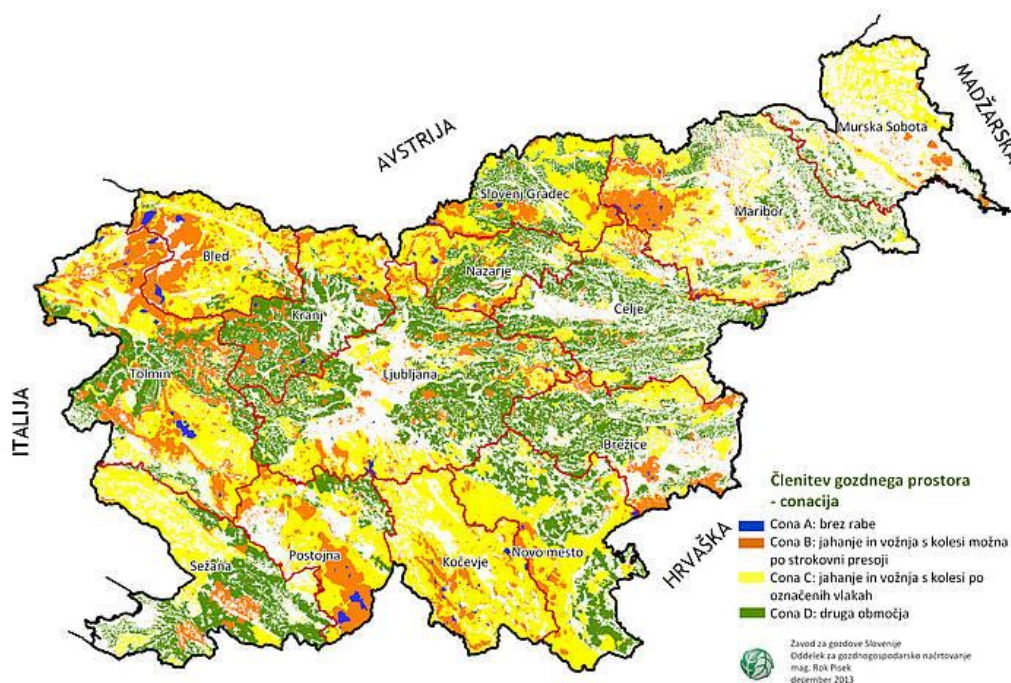 AVSTRIJA
MADŽARSKA
Murska Sobota
Slovenj Gradec
Maribor
Bled
Nazarje
Kranj
Celje
Tolmin
Ljubljana
ITALIJA
Brežice
Sežana
Postojna
Kočevje
Novo mesto
HRVAŠKA
Členitev gozdnega prostora
- conacija
Cona A: brez rabe
Cona B: jahanje in vožnja s kolesi možna
po strokovni presoji
Cona C: jahanje in vožnja s kolesi po
označenih vlakah
Cona D: druga območja
Zavod za gozdove Slovenije
Oddelek za gozdnogospodarsko načrtovanje
mag. Rok Pisek
december 2013